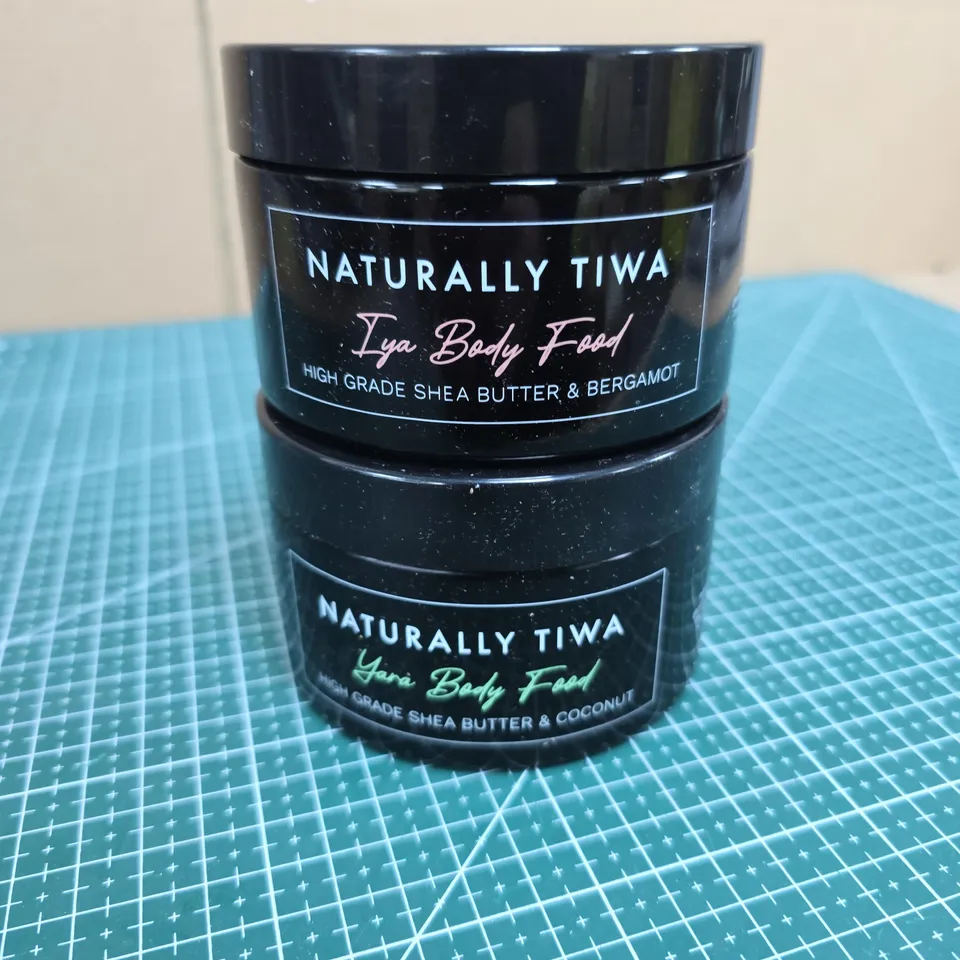 NATURALLY TIWA
Iya Body Food
HIGH GRADE SHEA BUTTER & BERGAMOT
NATURALLY TIWA
Yarà Body Food
HIGH GRADE SHEA BUTTER & COCONUT